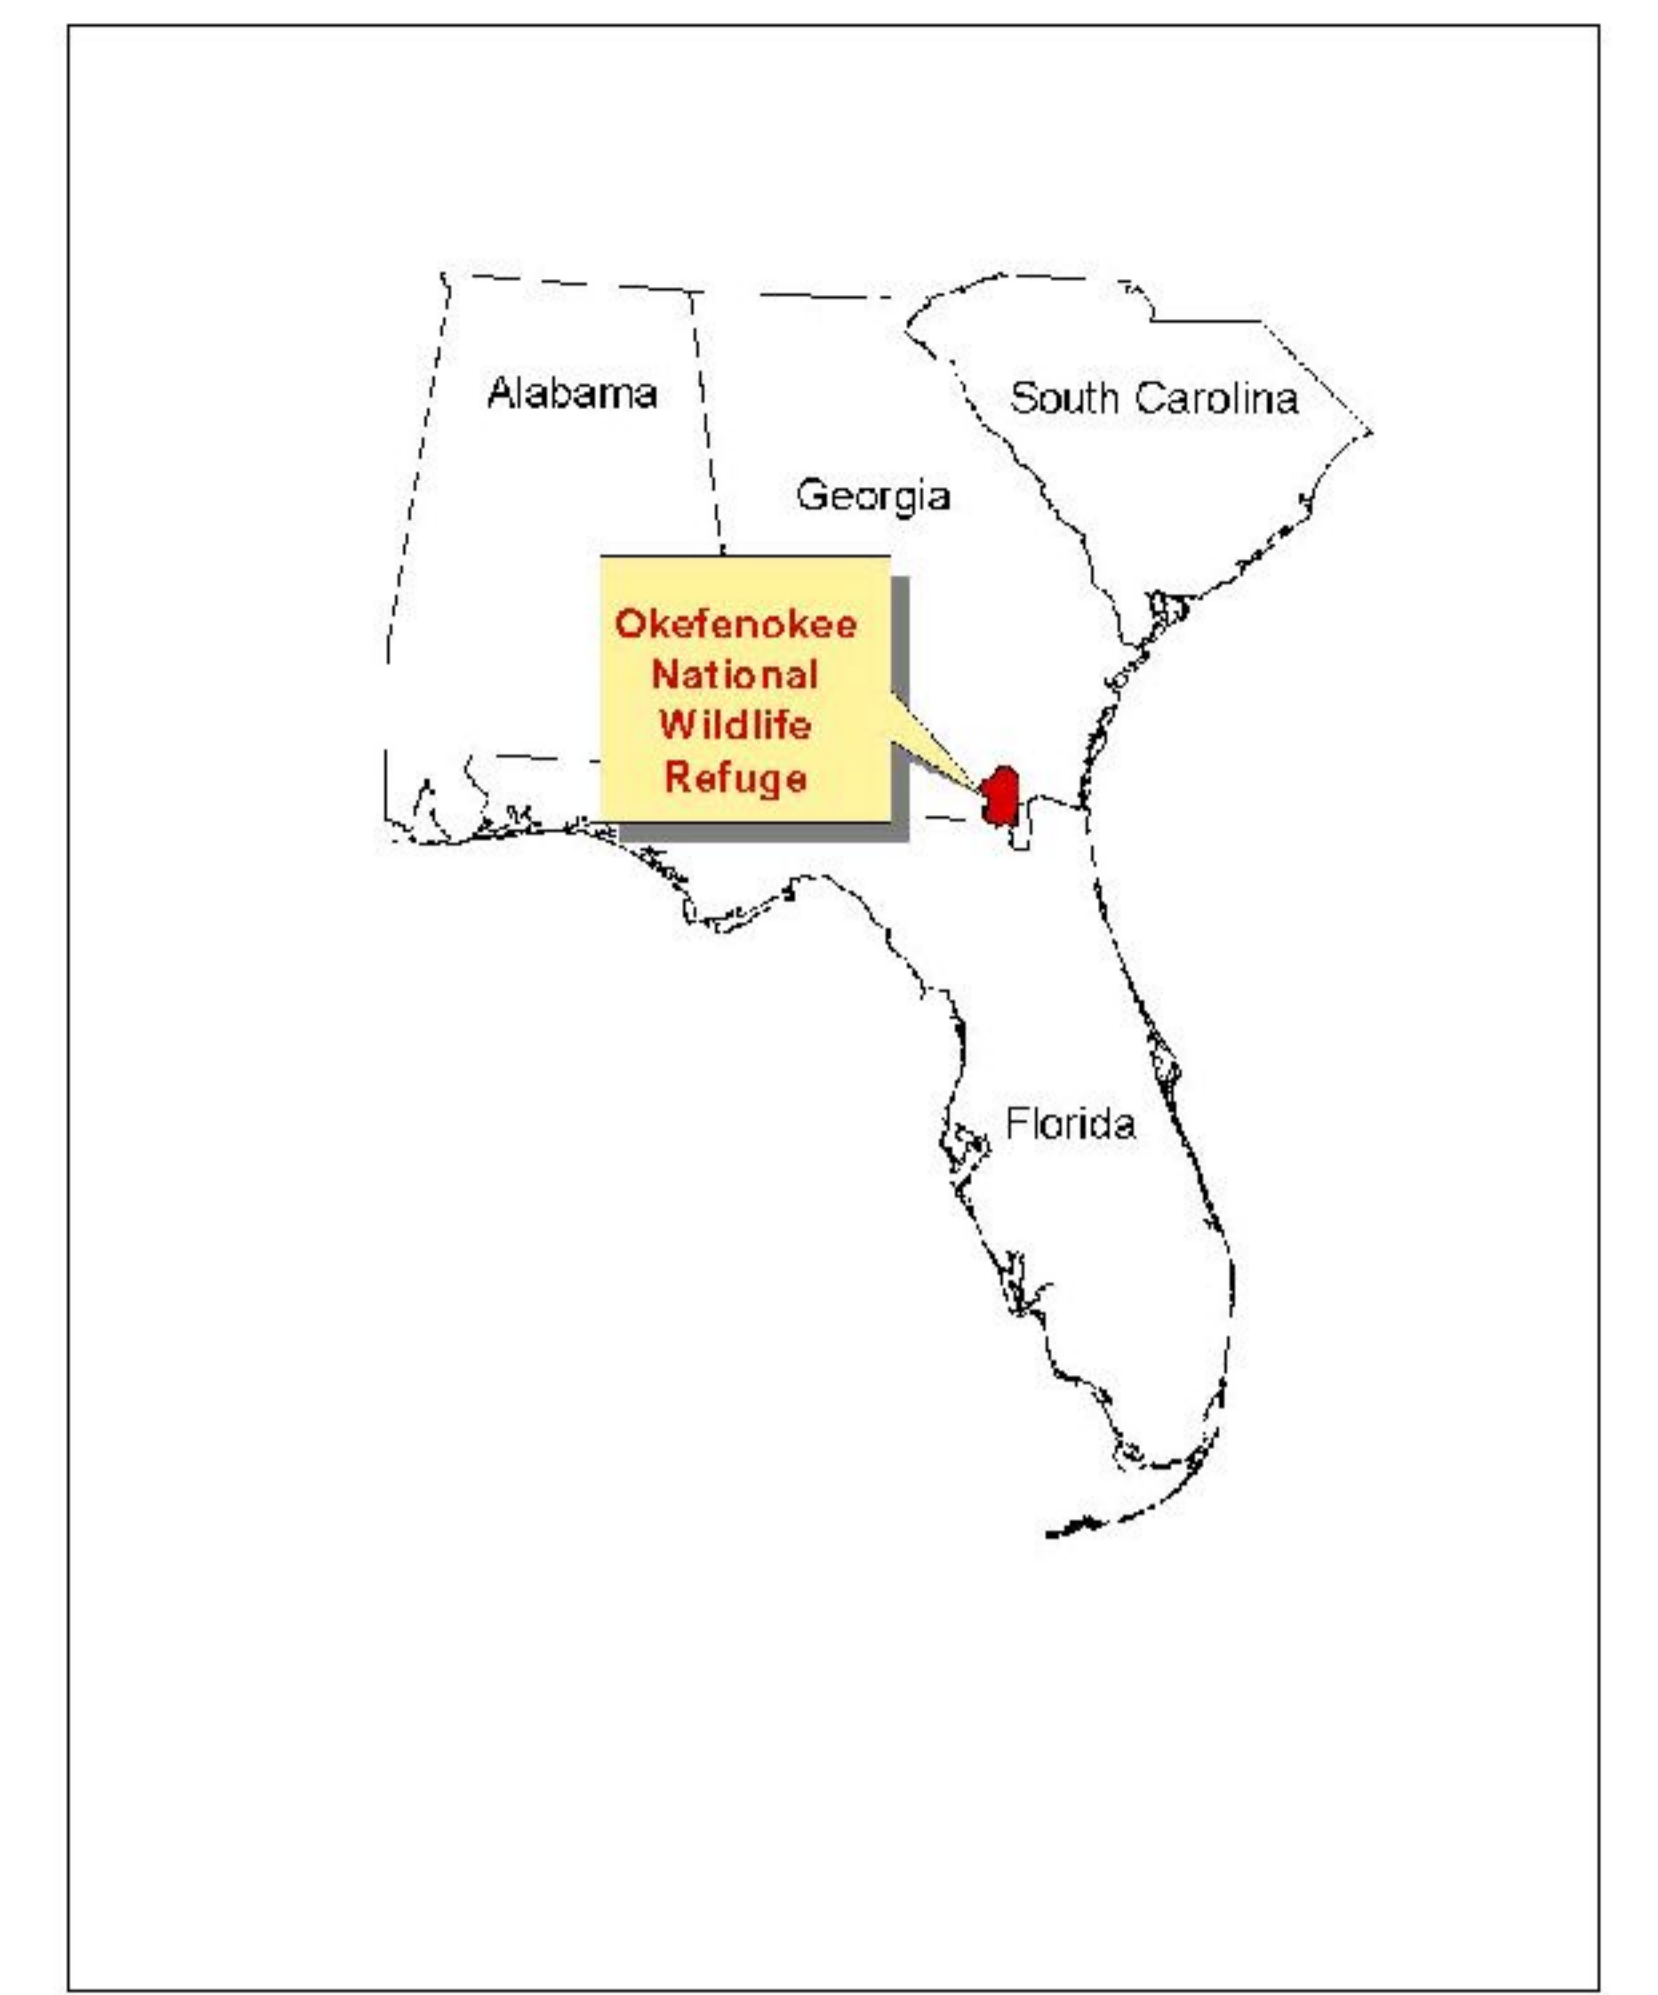 Alabama
South Carolina
Georgia
Okefenokee
National
Wildlife
Refuge
Florida